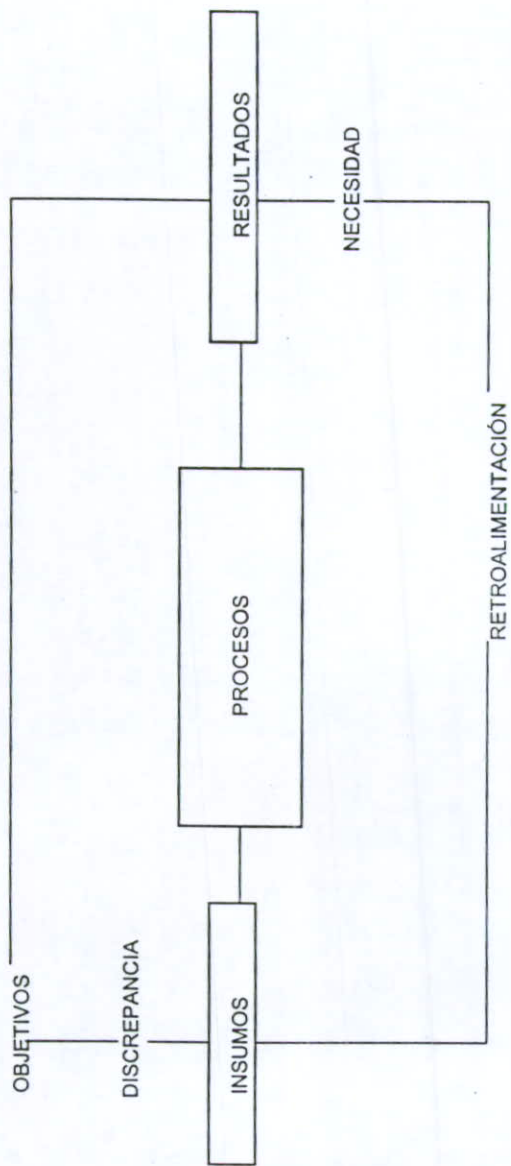 OBJETIVOS
DISCREPANCIA
INSUMOS
PROCESOS
RESULTADOS
NECESIDAD
RETROALIMENTACIÓN